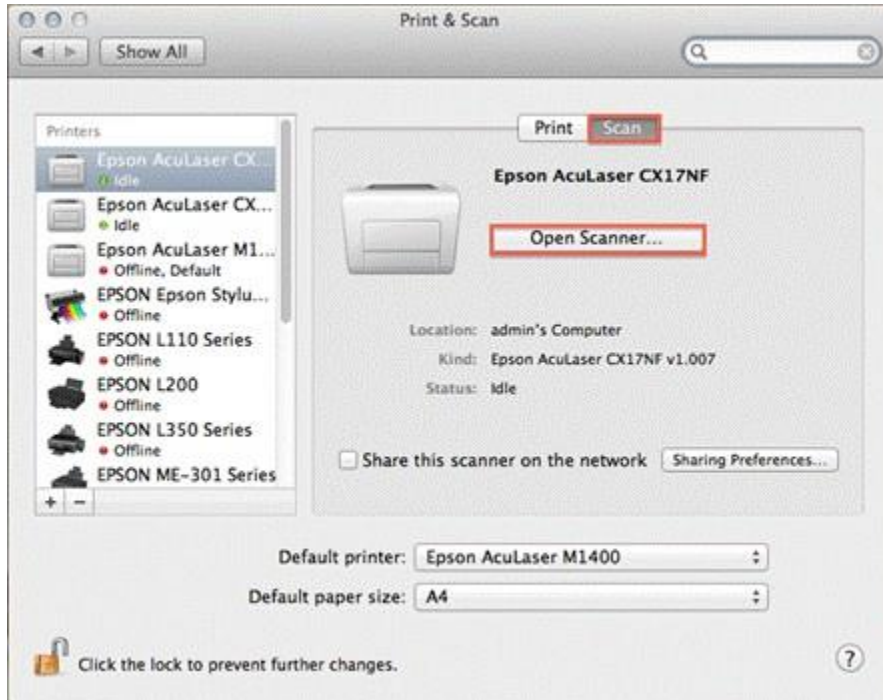 Print & Scan
Show All
Printers
Epson AcuLaser CX
Idle
Epson AcuLaser CX...
Idle
Epson AcuLaser M1...
Offline, Default
EPSON Epson Stylu...
Offline
EPSON L110 Series
Offline
EPSON L200
Offline
EPSON L350 Series
Offline
EPSON ME-301 Series
+ −
Print Scan
Epson AcuLaser CX17NF
Open Scanner...
Location: admin's Computer
Kind: Epson AcuLaser CX17NF v1.007
Status: Idle
Share this scanner on the network Sharing Preferences...
Default printer: Epson AcuLaser M1400
Default paper size: A4
Click the lock to prevent further changes. ?